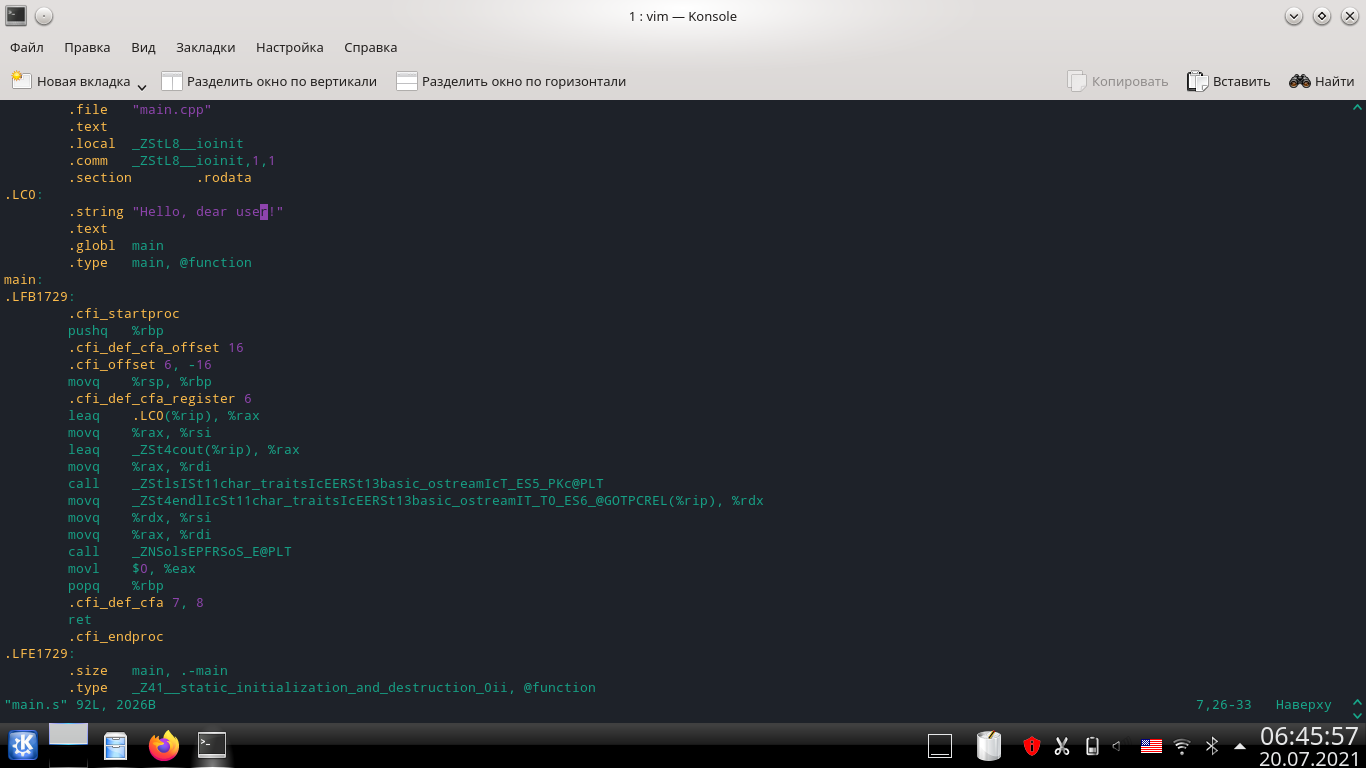 1 : vim — Konsole
Файл Правка Вид Закладки Настройка Справка
Новая вкладка Разделить окно по вертикали Разделить окно по горизонтали Копировать Вставить Найти
.file "main.cpp"
.text
.local _ZStL8__ioinit
.comm _ZStL8__ioinit,1,1
.section .rodata
.LC0:
.string "Hello, dear user!"
.text
.globl main
.type main, @function
main:
.LFB1729:
.cfi_startproc
pushq %rbp
.cfi_def_cfa_offset 16
.cfi_offset 6, -16
movq %rsp, %rbp
.cfi_def_cfa_register 6
leaq .LC0(%rip), %rax
movq %rax, %rsi
leaq _ZSt4cout(%rip), %rax
movq %rax, %rdi
call _ZStlsISt11char_traitsIcEERSt13basic_ostreamIcT_ES5_PKc@PLT
movq _ZSt4endlIcSt11char_traitsIcEERSt13basic_ostreamIT_T0_ES6_@GOTPCREL(%rip), %rdx
movq %rdx, %rsi
movq %rax, %rdi
call _ZNSolsEPFRSoS_E@PLT
movl $0, %eax
popq %rbp
.cfi_def_cfa 7, 8
ret
.cfi_endproc
.LFE1729:
.size main, .-main
.type _Z41__static_initialization_and_destruction_0ii, @function
"main.s" 92L, 2026B 7,26-33 Наверху
06:45:57
20.07.2021